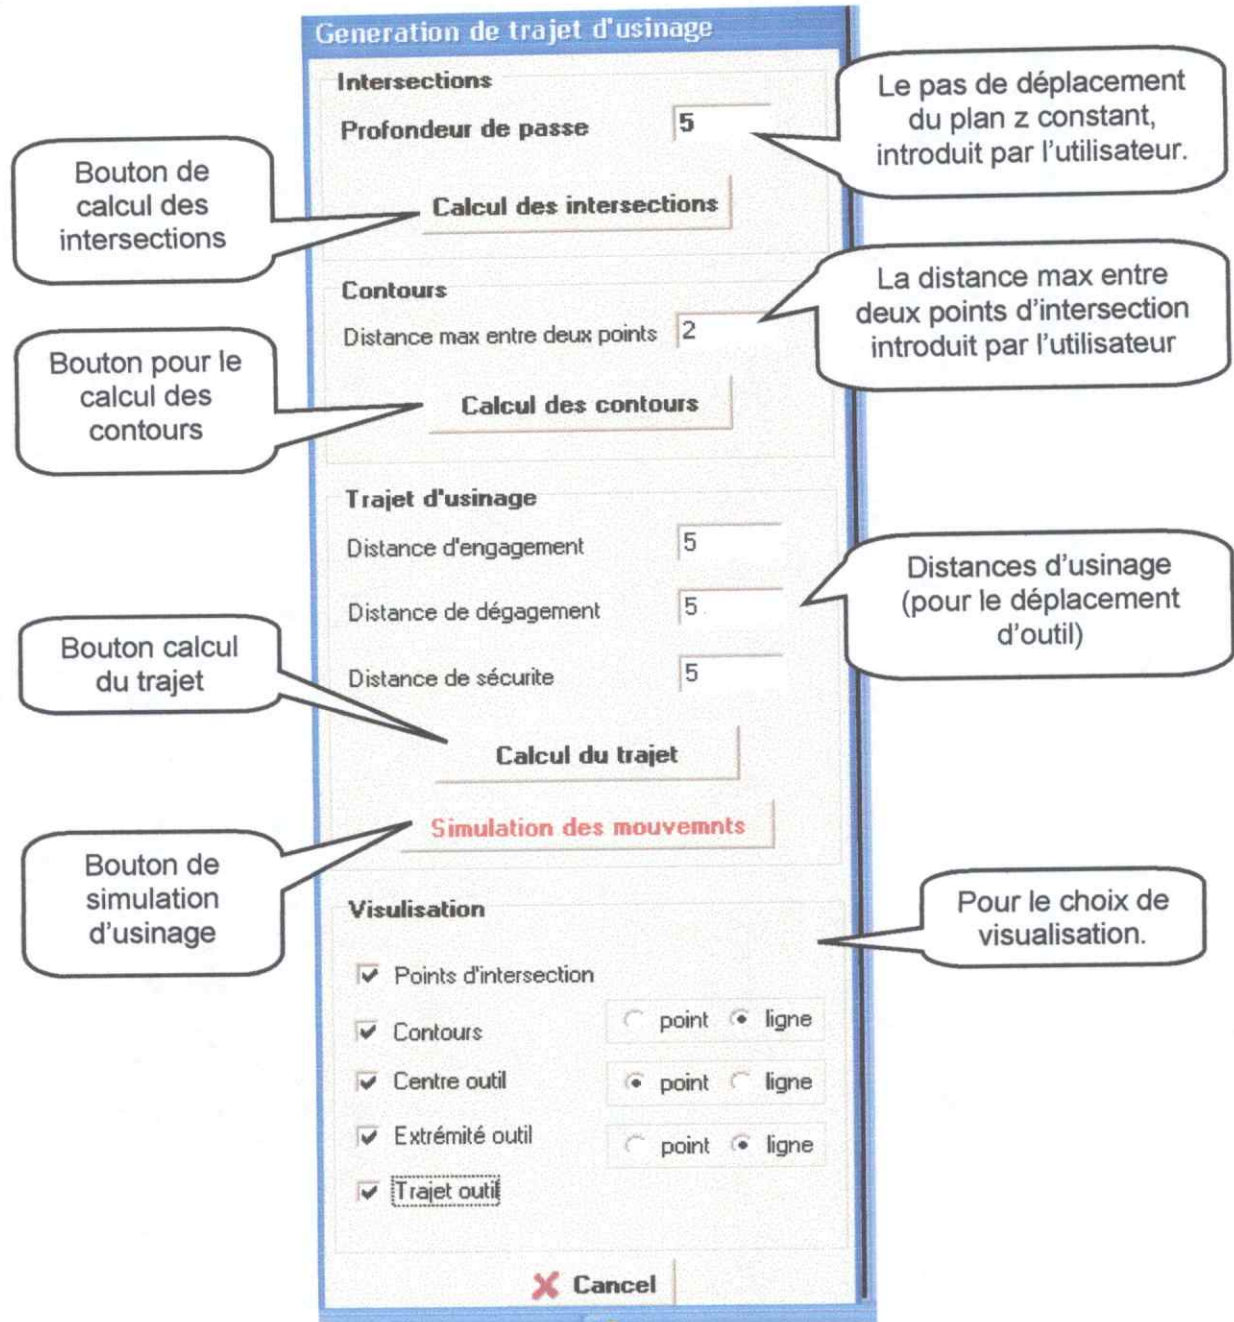 Generation de trajet d'usinage
Intersections
Profondeur de passe 5
Le pas de déplacement
du plan z constant,
introduit par l'utilisateur.
Bouton de
calcul des
intersections
Calcul des intersections
Contours
Distance max entre deux points 2
La distance max entre
deux points d'intersection
introduit par l'utilisateur
Bouton pour le
calcul des
contours
Calcul des contours
Trajet d'usinage
Distance d'engagement 5
Distance de dégagement 5
Distance de sécurite 5
Distances d'usinage
(pour le déplacement
d'outil)
Bouton calcul
du trajet
Calcul du trajet
Simulation des mouvemnts
Bouton de
simulation
d'usinage
Visulisation
Pour le choix de
visualisation.
Points d'intersection
Contours point ligne
Centre outil point ligne
Extrémité outil point ligne
Trajet outil
Cancel